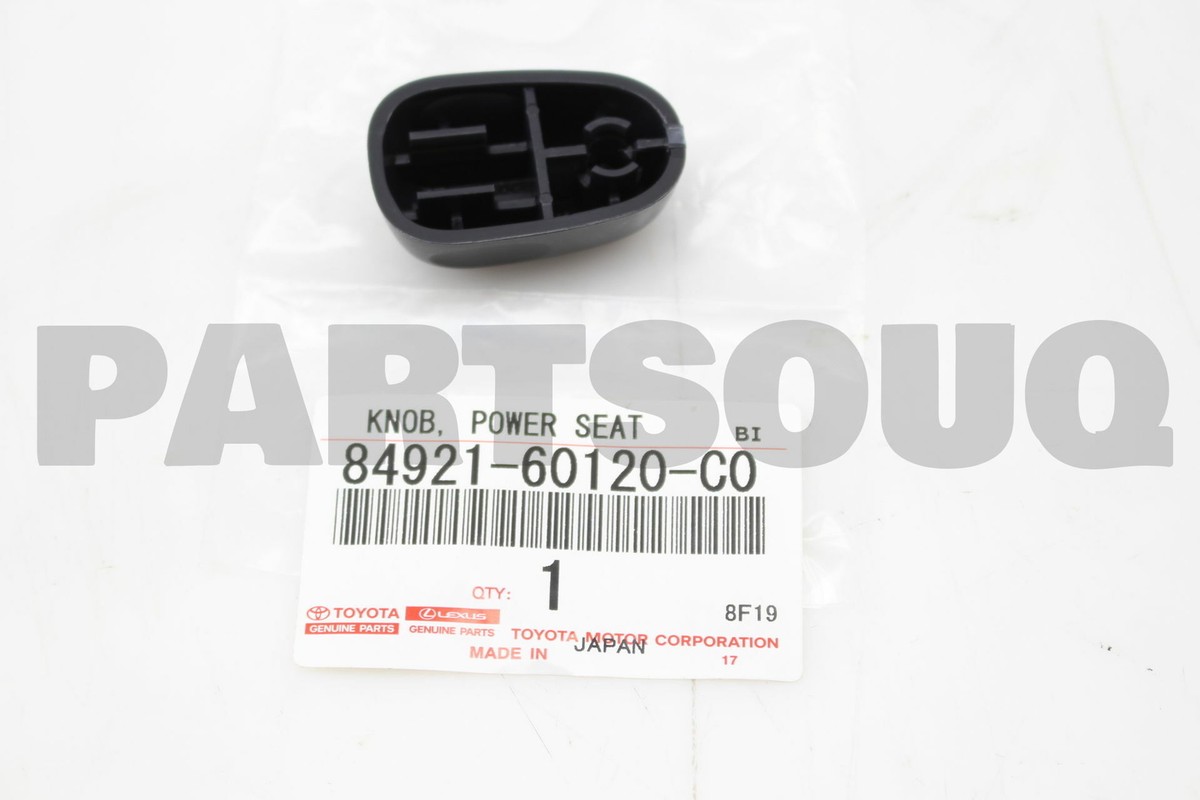 PARTSOUQ
KNOB, POWER SEAT BI
84921-60120-C0
QTY: 1
8F19
TOYOTA LEXUS
GENUINE PARTS GENUINE PARTS TOYOTA MOTOR CORPORATION
MADE IN JAPAN 17